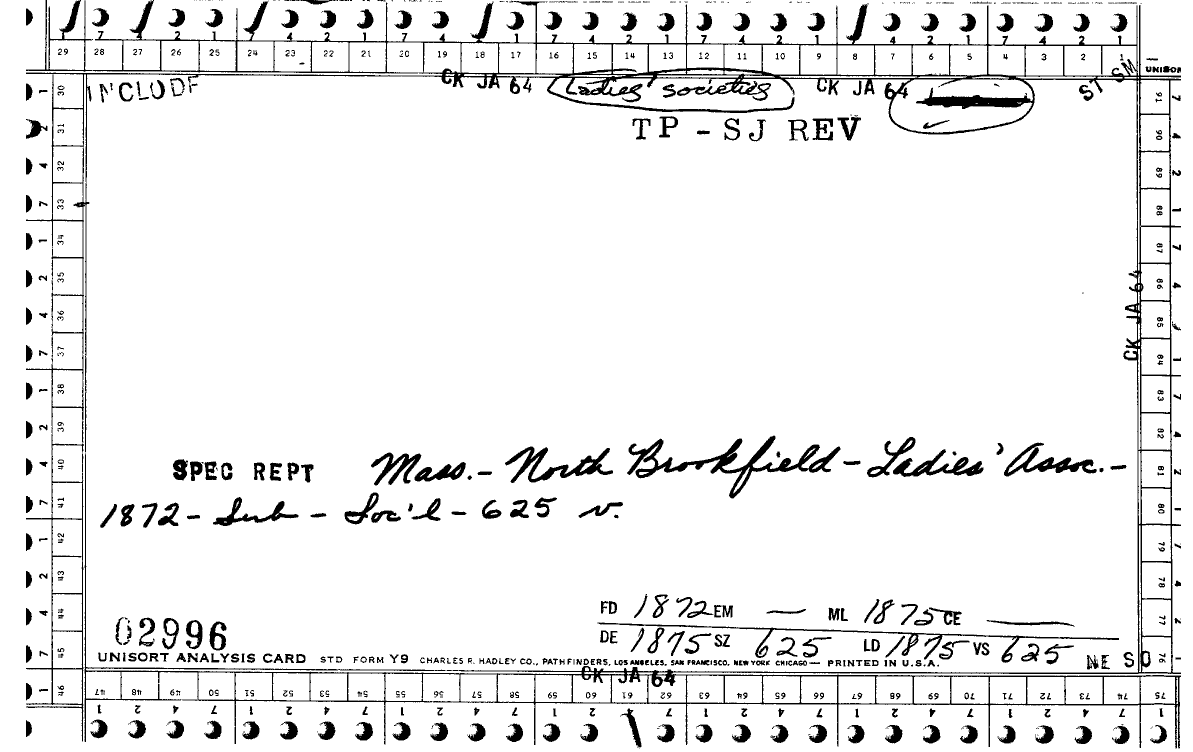 7 4 2 1 7 4 2 1 7 4 2 1 7 4 2 1 7 4 2 1 7 4 2 1
29 28 27 26 25 24 23 22 21 20 19 18 17 16 15 14 13 12 11 10 9 8 7 6 5 4 3 2 1 UNISORT
INCLUDE CK JA 64 Ladies' societies CK JA 64 ST SM
TP - SJ REV
30 31 32 33 34 35 36 37 38 39 40 41 42 43 44 45 46
91 90 89 88 87 86 85 84 83 82 81 80 79 78 77 76
CK JA 64
SPEC REPT Mass. - North Brookfield - Ladies' Assoc. -
1872 - Sub - Soc'l - 625 v.
FD 1872 EM — ML 1875 CE —
02996 DE 1875 SZ 625 LD 1875 VS 625 NE SO
UNISORT ANALYSIS CARD STD FORM Y9 CHARLES R. HADLEY CO., PATHFINDERS, LOS ANGELES, SAN FRANCISCO, NEW YORK CHICAGO — PRINTED IN U.S.A.
CK JA 64
47 48 49 50 51 52 53 54 55 56 57 58 59 60 61 62 63 64 65 66 67 68 69 70 71 72 73 74 75
1 2 4 7 1 2 4 7 1 2 4 7 1 2 4 7 1 2 4 7 1 2 4 7 1 2 4 7 1